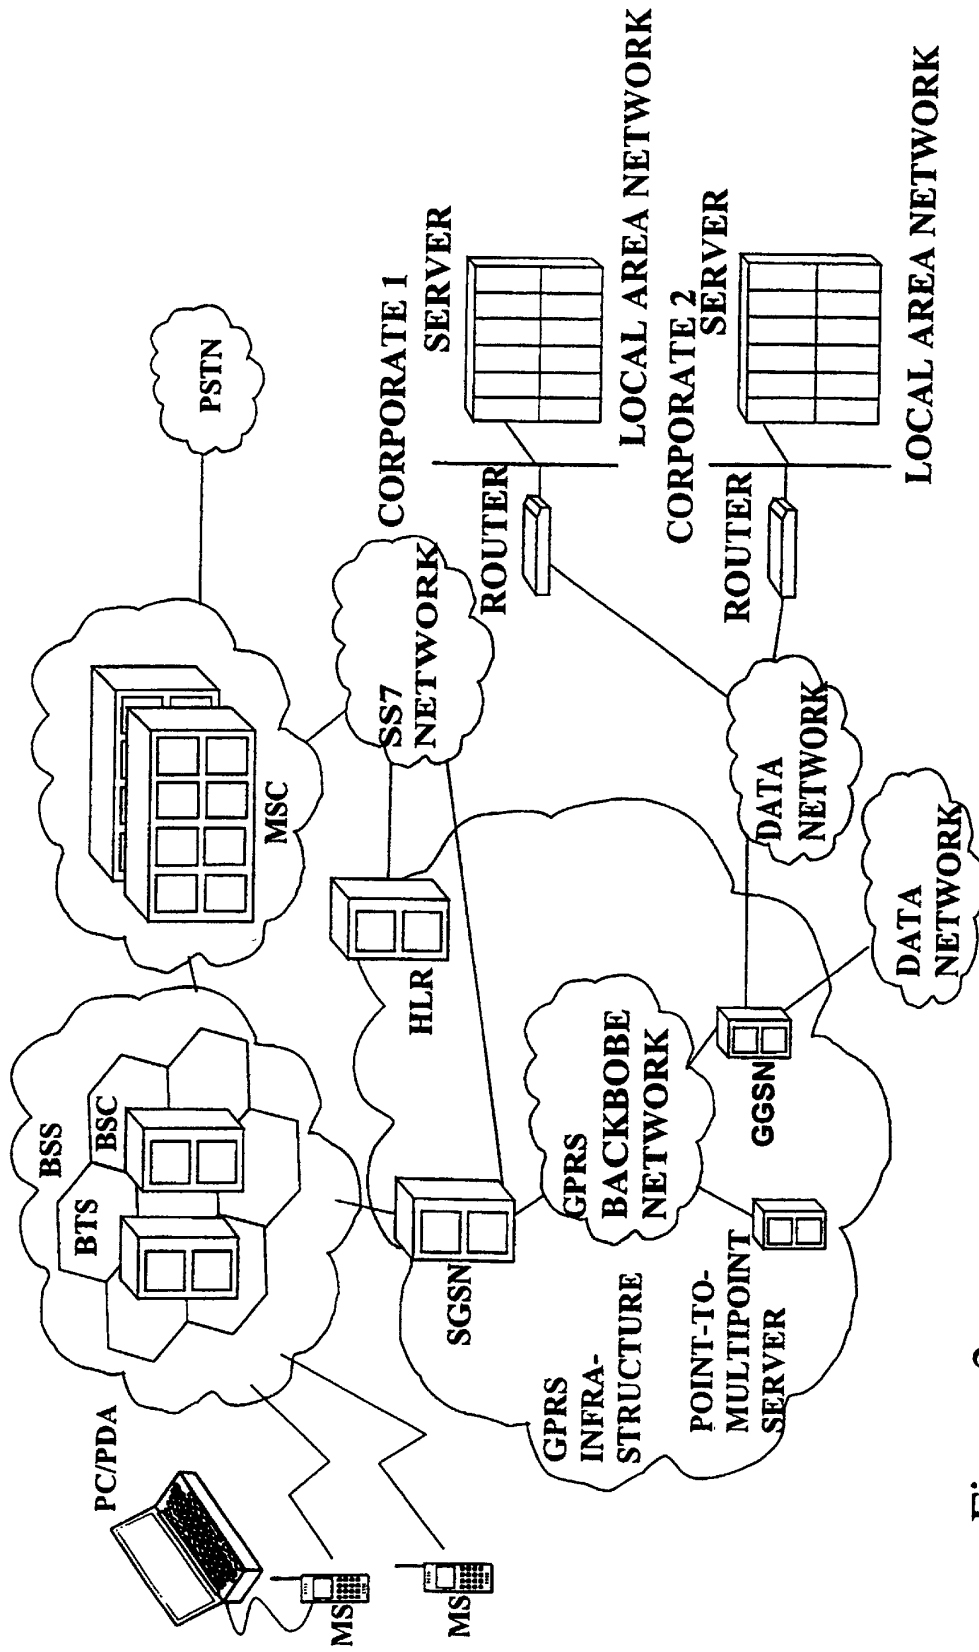 PC/PDA
MS
MS
BSS
BTS
BSC
MSC
PSTN
SGSN
HLR
SS7
NETWORK
GPRS
INFRA-
STRUCTURE
GPRS
BACKBOBE
NETWORK
POINT-TO-
MULTIPOINT
SERVER
GGSN
DATA
NETWORK
DATA
NETWORK
CORPORATE 1
SERVER
ROUTER
LOCAL AREA NETWORK
CORPORATE 2
SERVER
ROUTER
LOCAL AREA NETWORK